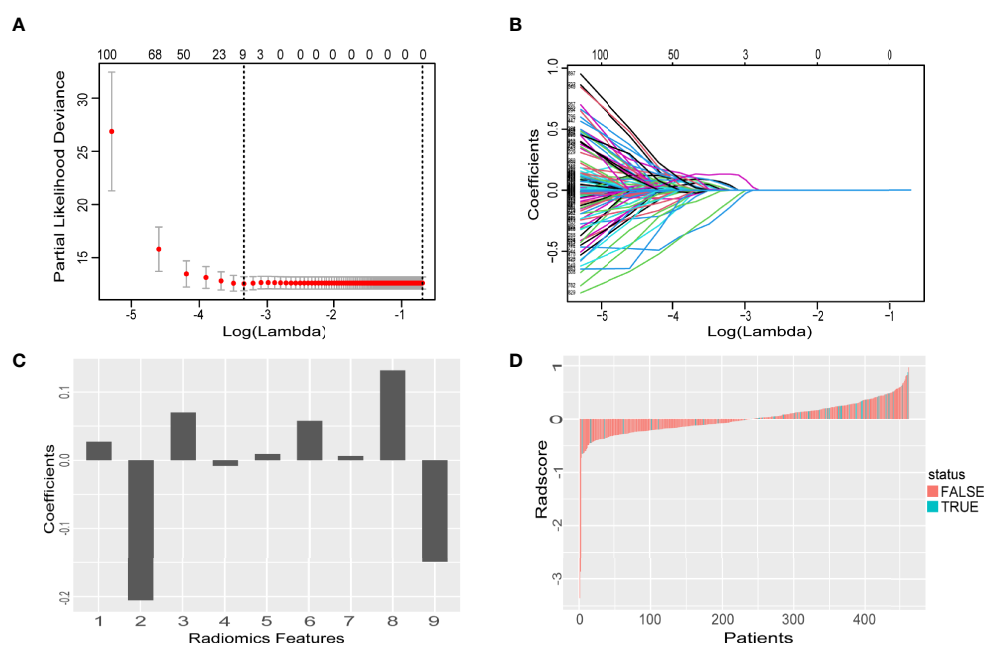 A
100 68 50 23 9 3 0 0 0 0 0 0 0 0 0
Partial Likelihood Deviance
30
25
20
15
-5 -4 -3 -2 -1
Log(Lambda)
B
100 50 3 0 0
Coefficients
1.0
0.5
0.0
-0.5
-5 -4 -3 -2 -1
Log(Lambda)
C
Coefficients
0.1
0.0
-0.1
-0.2
1 2 3 4 5 6 7 8 9
Radiomics Features
D
Radscore
1
0
-1
-2
-3
0 100 200 300 400
Patients
status
FALSE
TRUE